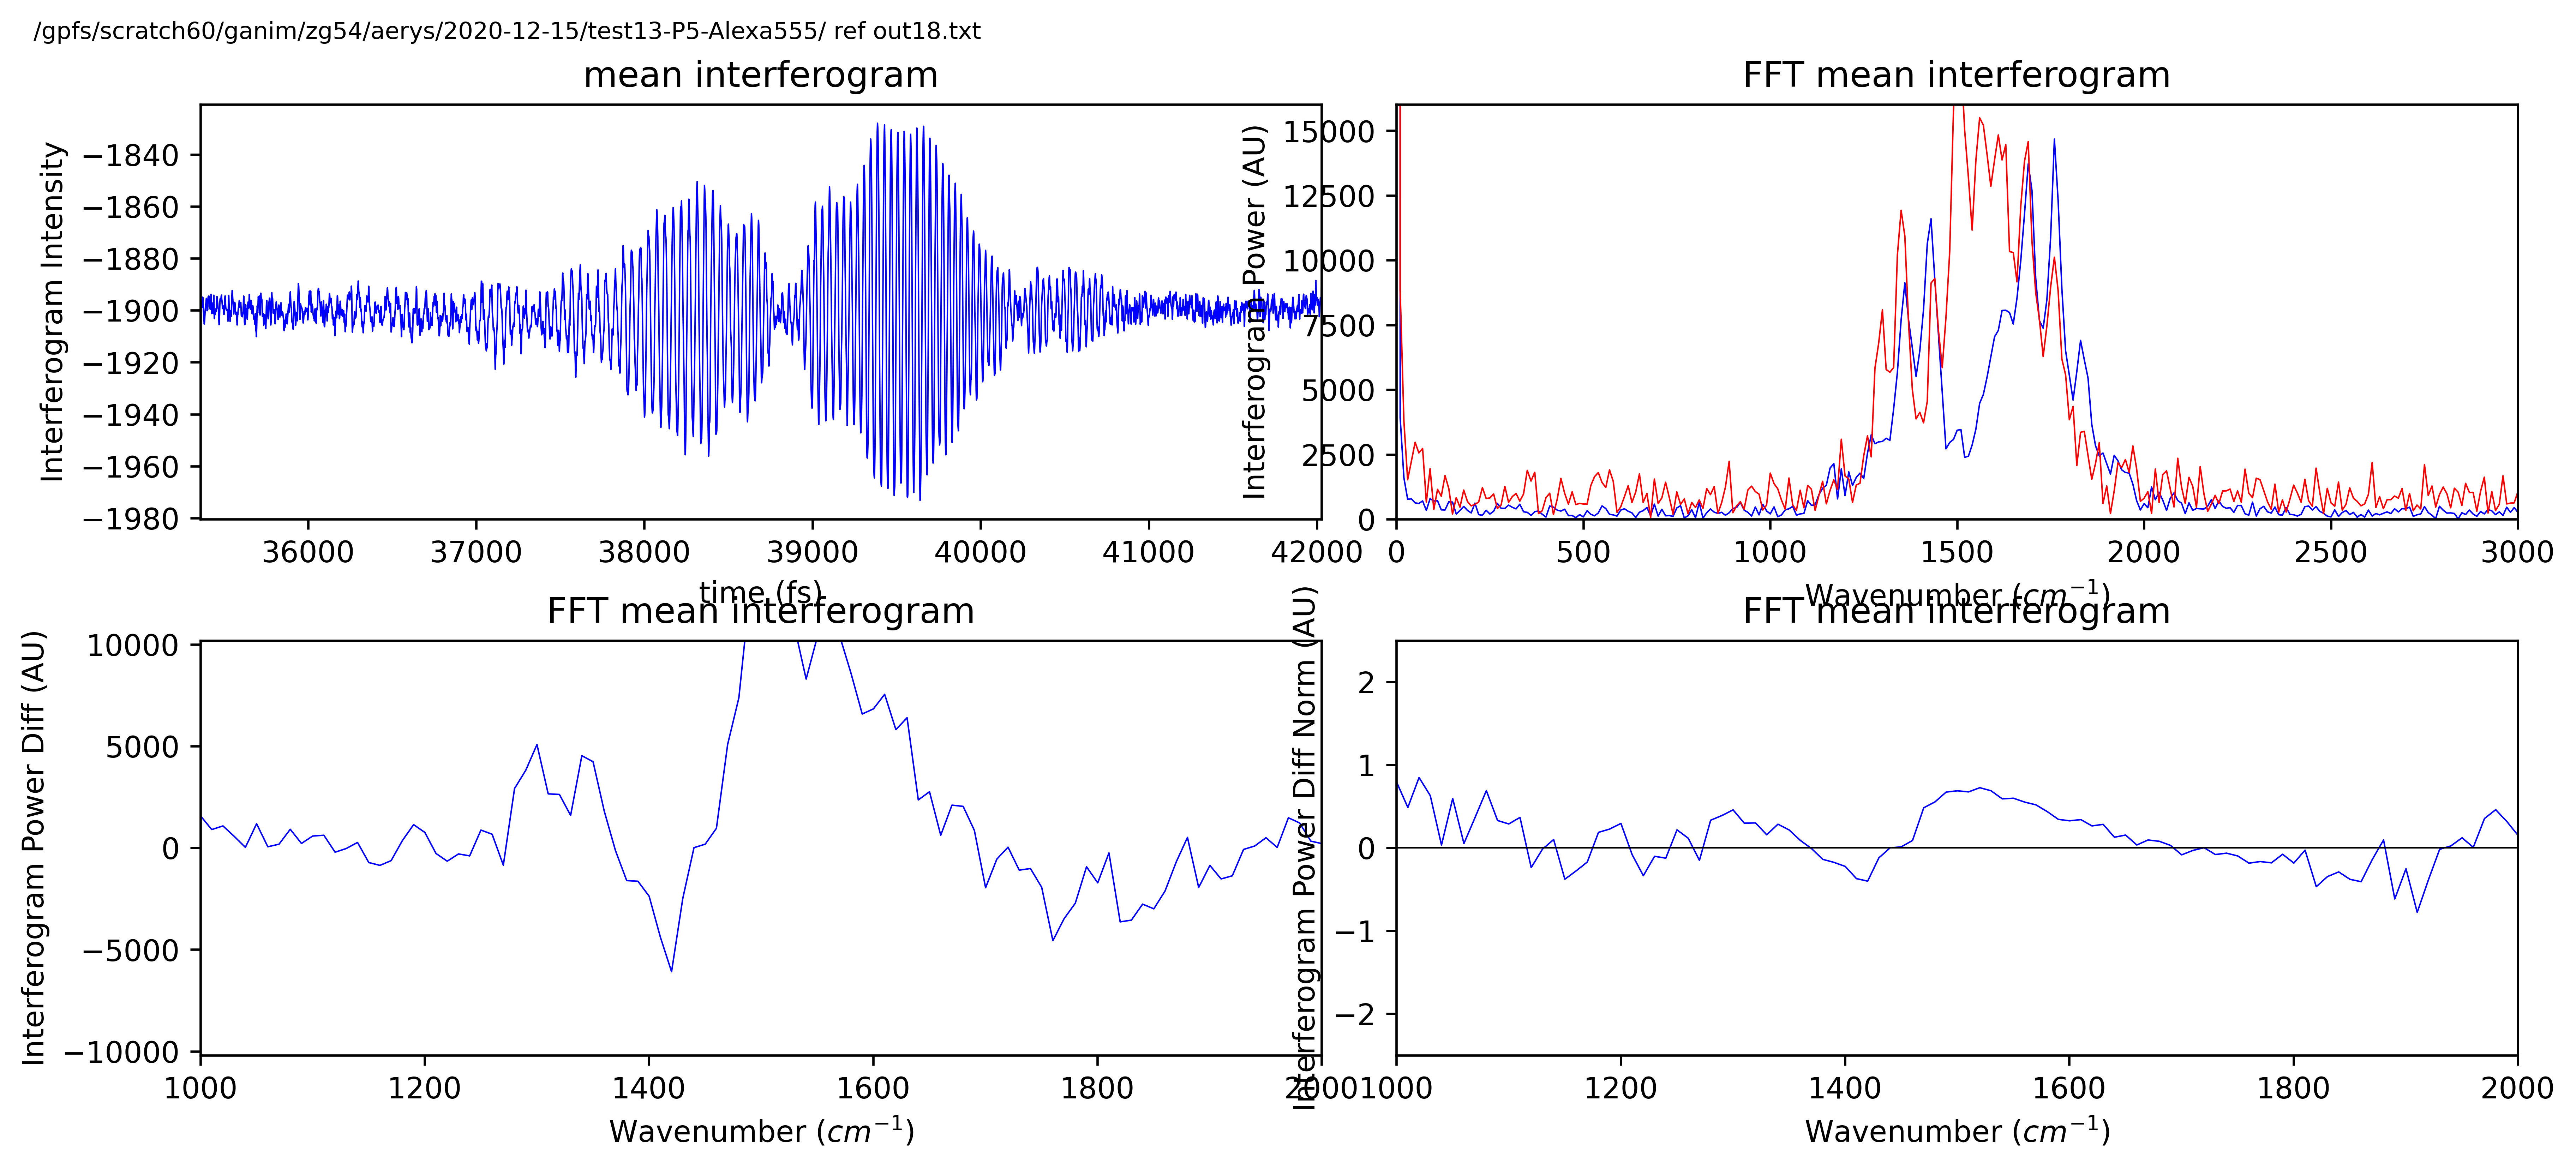 /gpfs/scratch60/ganim/zg54/aerys/2020-12-15/test13-P5-Alexa555/ ref out18.txt
mean interferogram
Interferogram Intensity
−1840
−1860
−1880
−1900
−1920
−1940
−1960
−1980
36000 37000 38000 39000 40000 41000 42000
time (fs)
FFT mean interferogram
Interferogram Power (AU)
15000
12500
10000
7500
5000
2500
0
0 500 1000 1500 2000 2500 3000
Wavenumber (cm⁻¹)
FFT mean interferogram
Interferogram Power Diff (AU)
10000
5000
0
−5000
−10000
1000 1200 1400 1600 1800 2000
Wavenumber (cm⁻¹)
FFT mean interferogram
Interferogram Power Diff Norm (AU)
2
1
0
−1
−2
1000 1200 1400 1600 1800 2000
Wavenumber (cm⁻¹)